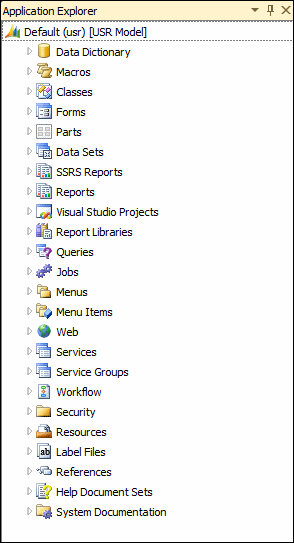 Application Explorer
Default (usr) [USR Model]
Data Dictionary
Macros
Classes
Forms
Parts
Data Sets
SSRS Reports
Reports
Visual Studio Projects
Report Libraries
Queries
Jobs
Menus
Menu Items
Web
Services
Service Groups
Workflow
Security
Resources
Label Files
References
Help Document Sets
System Documentation